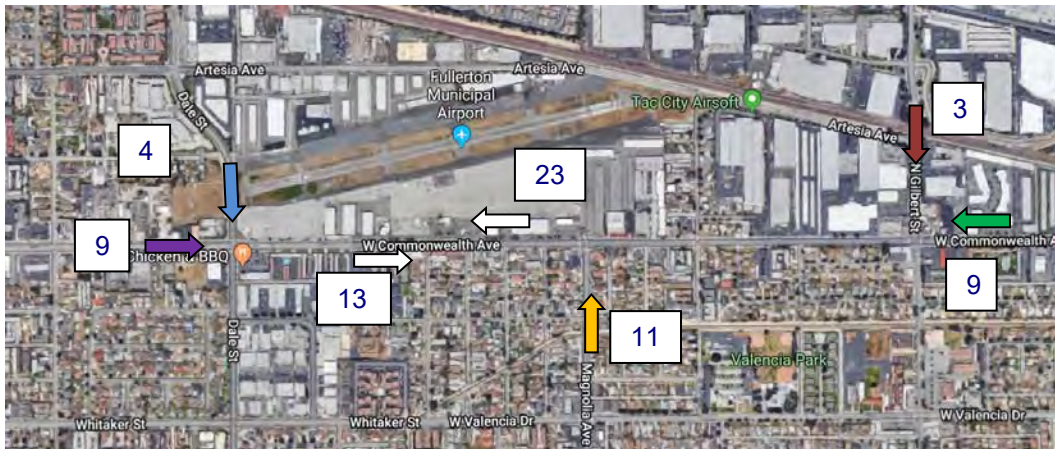 Artesia Ave
Artesia Ave
Dale St
Fullerton
Municipal
Airport
Tac City Airsoft
3
Artesia Ave
4
23
N Gilbert St
9
W Commonwealth Ave
W Commonwealth A
Chicken & BBQ
13
9
11
Dale St
Valencia Park
Magnolia Ave
Whitaker St
Whitaker St
W Valencia Dr
W Valencia Dr